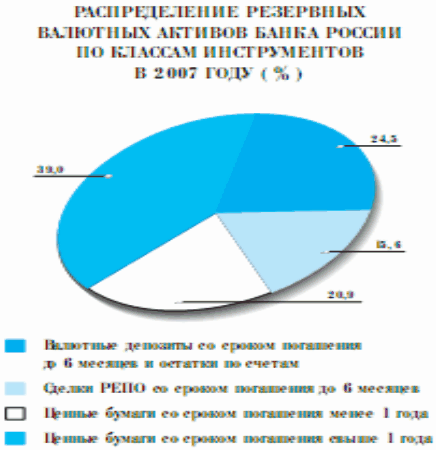 РАСПРЕДЕЛЕНИЕ РЕЗЕРВНЫХ
ВАЛЮТНЫХ АКТИВОВ БАНКА РОССИИ
ПО КЛАССАМ ИНСТРУМЕНТОВ
В 2007 ГОДУ ( % )
24,5
39,0
15,6
20,9
Валютные депозиты со сроком погашения
до 6 месяцев и остатки по счетам
Сделки РЕПО со сроком погашения до 6 месяцев
Ценные бумаги со сроком погашения менее 1 года
Ценные бумаги со сроком погашения свыше 1 года